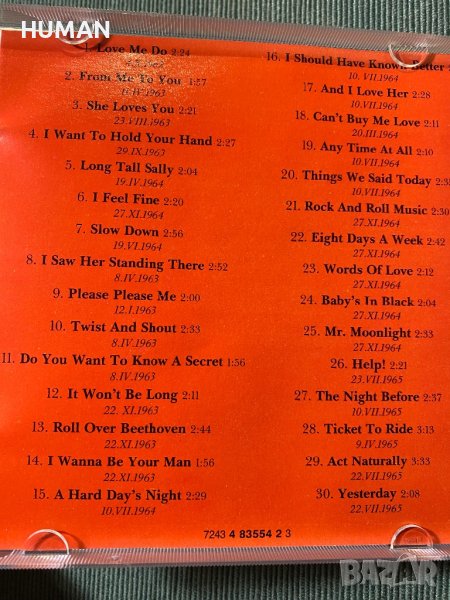 HUMAN
1. Love Me Do 2:24
2. From Me To You 1:57
1.IV.1963
3. She Loves You 2:21
23.VIII.1963
4. I Want To Hold Your Hand 2:27
29.IX.1963
5. Long Tall Sally 2:04
19.IV.1964
6. I Feel Fine 2:20
27.XI.1964
7. Slow Down 2:56
19.VI.1964
8. I Saw Her Standing There 2:52
8.IV.1963
9. Please Please Me 2:00
12.I.1963
10. Twist And Shout 2:33
8.IV.1963
11. Do You Want To Know A Secret 1:56
8.IV.1963
12. It Won't Be Long 2:11
22. XI.1963
13. Roll Over Beethoven 2:44
22.XI.1963
14. I Wanna Be Your Man 1:56
22.XI.1963
15. A Hard Day's Night 2:29
10.VII.1964
16. I Should Have Known Better
10. VII.1964
17. And I Love Her 2:28
10.VII.1964
18. Can't Buy Me Love 2:11
20.III.1964
19. Any Time At All 2:10
10.VII.1964
20. Things We Said Today
10.VII.1964
21. Rock And Roll Music 2:30
27.XI.1964
22. Eight Days A Week 2:42
27.XI.1964
23. Words Of Love 2:12
27.XI.1964
24. Baby's In Black 2:04
27.XI.1964
25. Mr. Moonlight 2:33
27.XI.1964
26. Help! 2:21
23.VII.1965
27. The Night Before 2:37
10.VII.1965
28. Ticket To Ride 3:13
9.IV.1965
29. Act Naturally 3:33
22.VII.1965
30. Yesterday 2:08
22.VII.1965
7243 4 83554 2 3
BAZAR